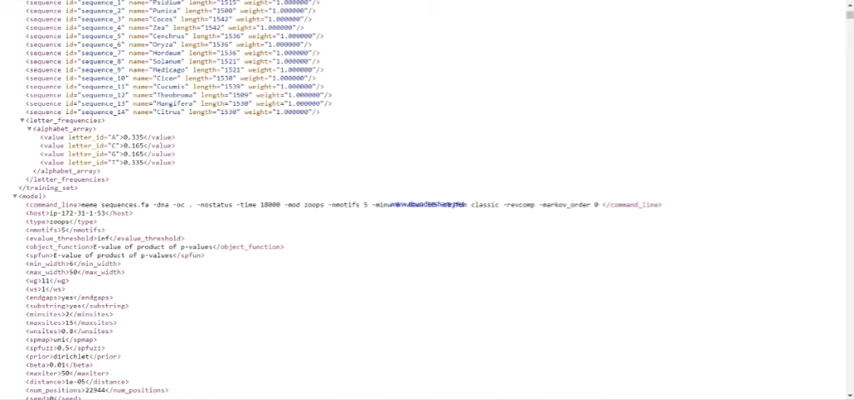 <sequence id="sequence_1" name="Psidium" length="1515" weight="1.000000"/>
<sequence id="sequence_2" name="Punica" length="1500" weight="1.000000"/>
<sequence id="sequence_3" name="Cocos" length="1542" weight="1.000000"/>
<sequence id="sequence_4" name="Zea" length="1542" weight="1.000000"/>
<sequence id="sequence_5" name="Cenchrus" length="1536" weight="1.000000"/>
<sequence id="sequence_6" name="Oryza" length="1536" weight="1.000000"/>
<sequence id="sequence_7" name="Hordeum" length="1536" weight="1.000000"/>
<sequence id="sequence_8" name="Solanum" length="1521" weight="1.000000"/>
<sequence id="sequence_9" name="Medicago" length="1521" weight="1.000000"/>
<sequence id="sequence_10" name="Cicer" length="1530" weight="1.000000"/>
<sequence id="sequence_11" name="Cucumis" length="1539" weight="1.000000"/>
<sequence id="sequence_12" name="Theobroma" length="1509" weight="1.000000"/>
<sequence id="sequence_13" name="Mangifera" length="1530" weight="1.000000"/>
<sequence id="sequence_14" name="Citrus" length="1530" weight="1.000000"/>
<letter_frequencies>
<alphabet_array>
<value letter_id="A">0.335</value>
<value letter_id="C">0.165</value>
<value letter_id="G">0.165</value>
<value letter_id="T">0.335</value>
</alphabet_array>
</letter_frequencies>
</training_set>
<model>
<command_line>meme sequences.fa -dna -oc . -nostatus -time 18000 -mod zoops -nmotifs 5 classic -revcomp -markov_order 0 </command_line>
<host>ip-172-31-1-53</host>
<type>zoops</type>
<nmotifs>5</nmotifs>
<evalue_threshold>inf</evalue_threshold>
<object_function>E-value of product of p-values</object_function>
<spfun>E-value of product of p-values</spfun>
<min_width>6</min_width>
<max_width>50</max_width>
<wg>11</wg>
<ws>1</ws>
<endgaps>yes</endgaps>
<substring>yes</substring>
<minsites>2</minsites>
<maxsites>15</maxsites>
<wnsites>0.8</wnsites>
<spmap>uni</spmap>
<spfuzz>0.5</spfuzz>
<prior>dirichlet</prior>
<beta>0.01</beta>
<maxiter>50</maxiter>
<distance>1e-05</distance>
<num_positions>22944</num_positions>
<seed>0</seed>